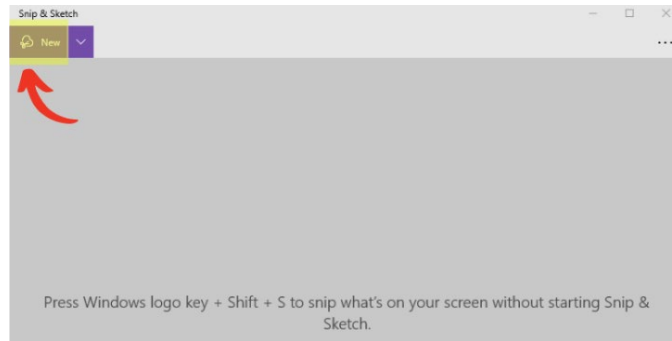 Snip & Sketch
New
Press Windows logo key + Shift + S to snip what's on your screen without starting Snip &
Sketch.